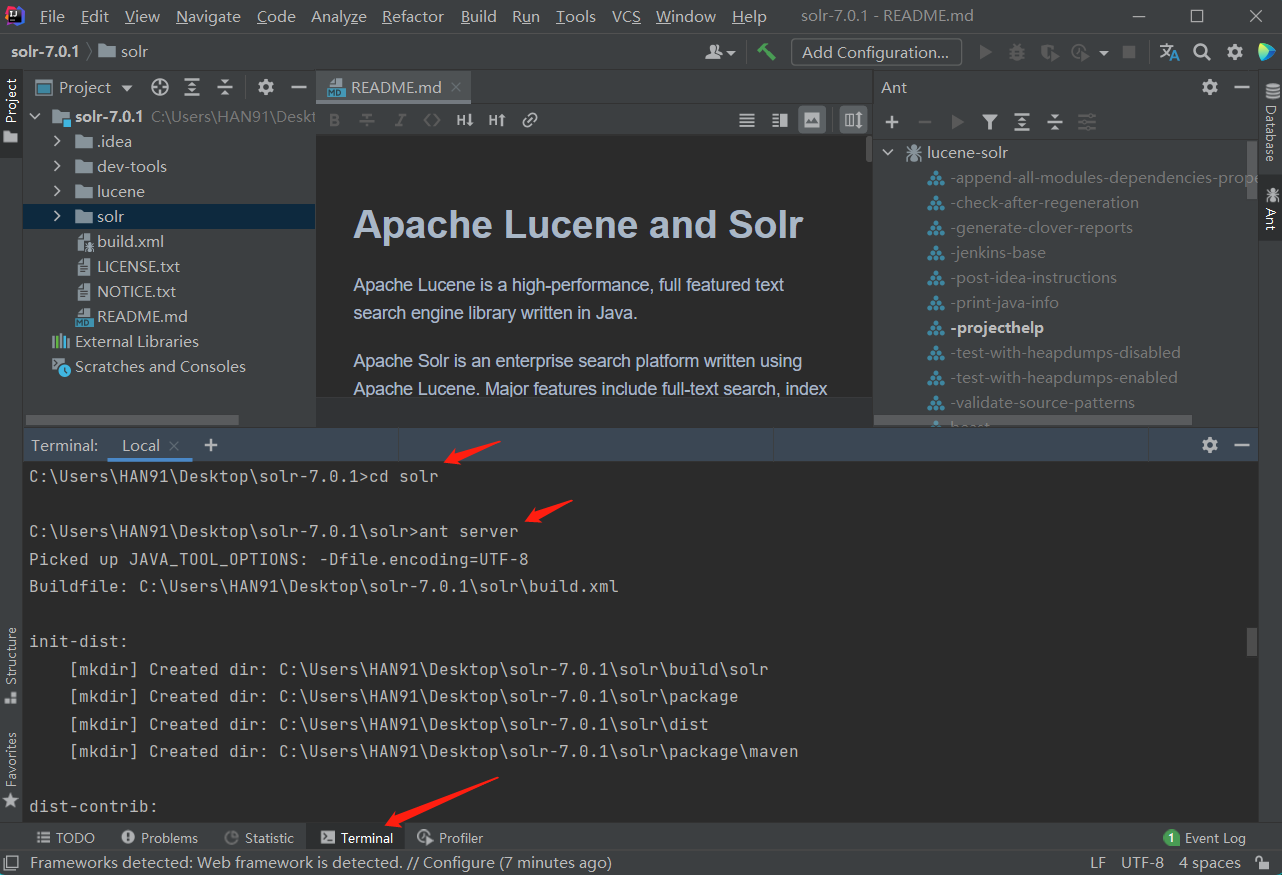 File Edit View Navigate Code Analyze Refactor Build Run Tools VCS Window Help solr-7.0.1 - README.md
solr-7.0.1 solr
Add Configuration...
Project
Project
solr-7.0.1 C:\Users\HAN91\Deskt
.idea
dev-tools
lucene
solr
build.xml
LICENSE.txt
NOTICE.txt
README.md
External Libraries
Scratches and Consoles
README.md
B T I <> H↓ H↑
Apache Lucene and Solr
Apache Lucene is a high-performance, full featured text
search engine library written in Java.
Apache Solr is an enterprise search platform written using
Apache Lucene. Major features include full-text search, index
Ant
lucene-solr
-append-all-modules-dependencies-prope
-check-after-regeneration
-generate-clover-reports
-jenkins-base
-post-idea-instructions
-print-java-info
-projecthelp
-test-with-heapdumps-disabled
-test-with-heapdumps-enabled
-validate-source-patterns
Database
Ant
Terminal: Local
C:\Users\HAN91\Desktop\solr-7.0.1>cd solr
C:\Users\HAN91\Desktop\solr-7.0.1\solr>ant server
Picked up JAVA_TOOL_OPTIONS: -Dfile.encoding=UTF-8
Buildfile: C:\Users\HAN91\Desktop\solr-7.0.1\solr\build.xml
init-dist:
[mkdir] Created dir: C:\Users\HAN91\Desktop\solr-7.0.1\solr\build\solr
[mkdir] Created dir: C:\Users\HAN91\Desktop\solr-7.0.1\solr\package
[mkdir] Created dir: C:\Users\HAN91\Desktop\solr-7.0.1\solr\dist
[mkdir] Created dir: C:\Users\HAN91\Desktop\solr-7.0.1\solr\package\maven
dist-contrib:
Structure
Favorites
TODO Problems Statistic Terminal Profiler 1 Event Log
Frameworks detected: Web framework is detected. // Configure (7 minutes ago) LF UTF-8 4 spaces